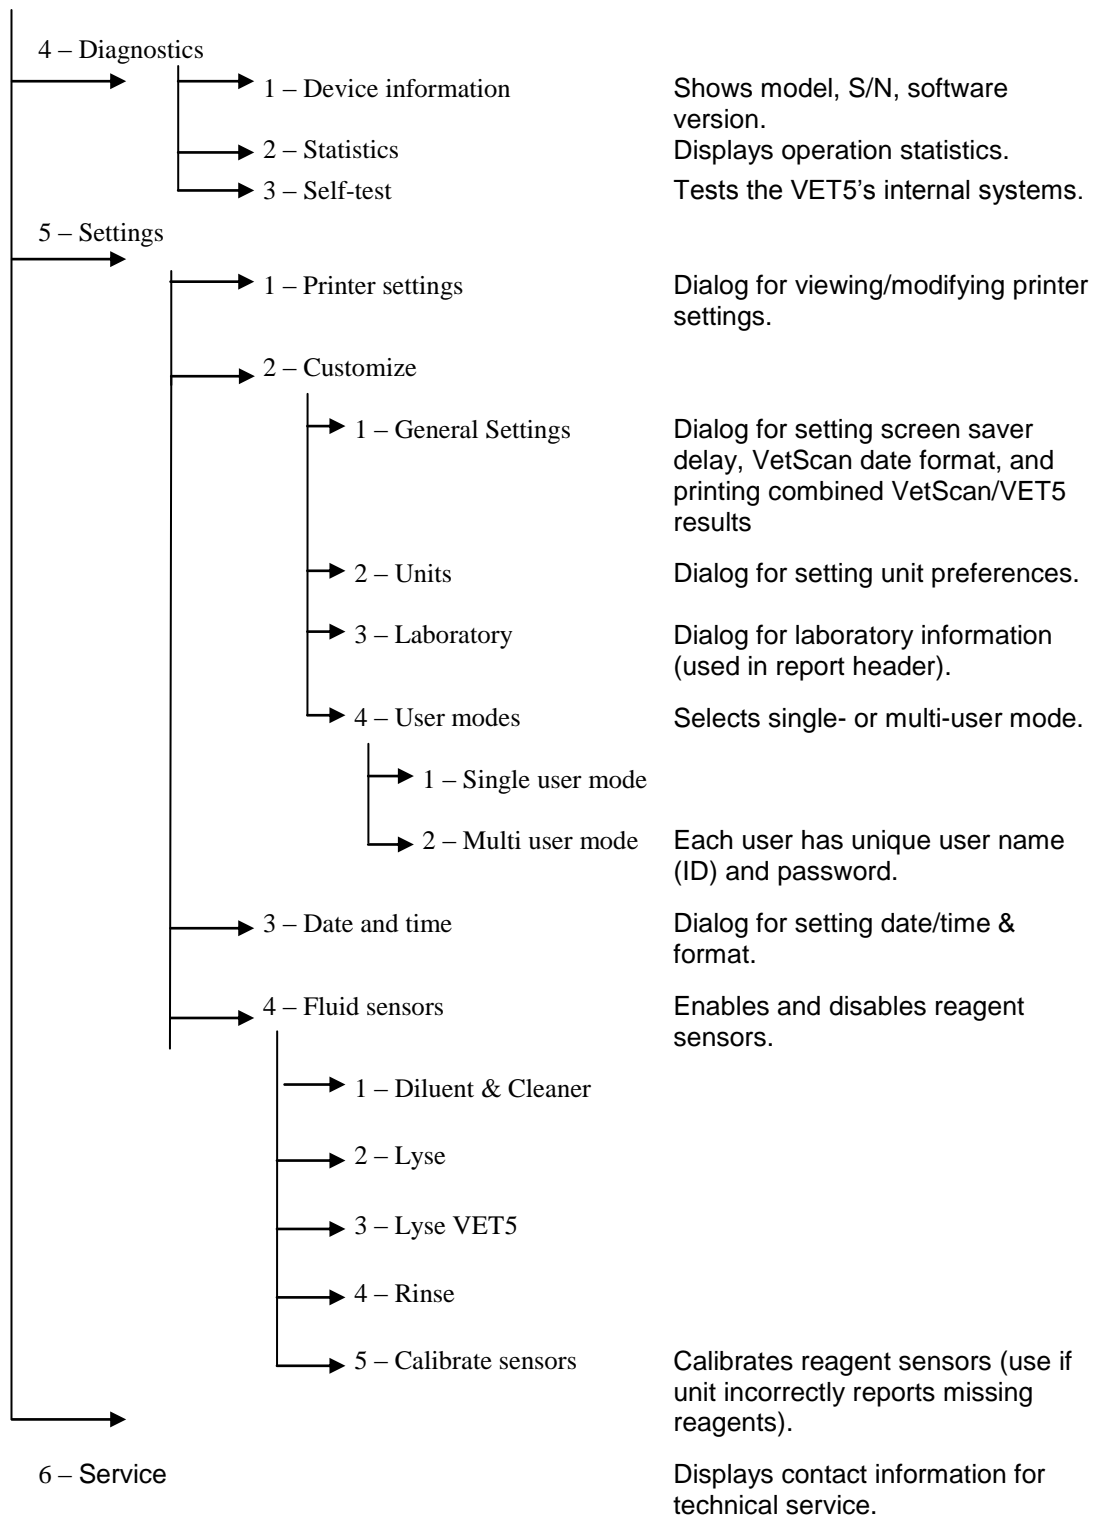 4 – Diagnostics
1 – Device information
Shows model, S/N, software
version.
2 – Statistics
Displays operation statistics.
3 – Self-test
Tests the VET5’s internal systems.
5 – Settings
1 – Printer settings
Dialog for viewing/modifying printer
settings.
2 – Customize
1 – General Settings
Dialog for setting screen saver
delay, VetScan date format, and
printing combined VetScan/VET5
results
2 – Units
Dialog for setting unit preferences.
3 – Laboratory
Dialog for laboratory information
(used in report header).
4 – User modes
Selects single- or multi-user mode.
1 – Single user mode
2 – Multi user mode
Each user has unique user name
(ID) and password.
3 – Date and time
Dialog for setting date/time &
format.
4 – Fluid sensors
Enables and disables reagent
sensors.
1 – Diluent & Cleaner
2 – Lyse
3 – Lyse VET5
4 – Rinse
5 – Calibrate sensors
Calibrates reagent sensors (use if
unit incorrectly reports missing
reagents).
6 – Service
Displays contact information for
technical service.